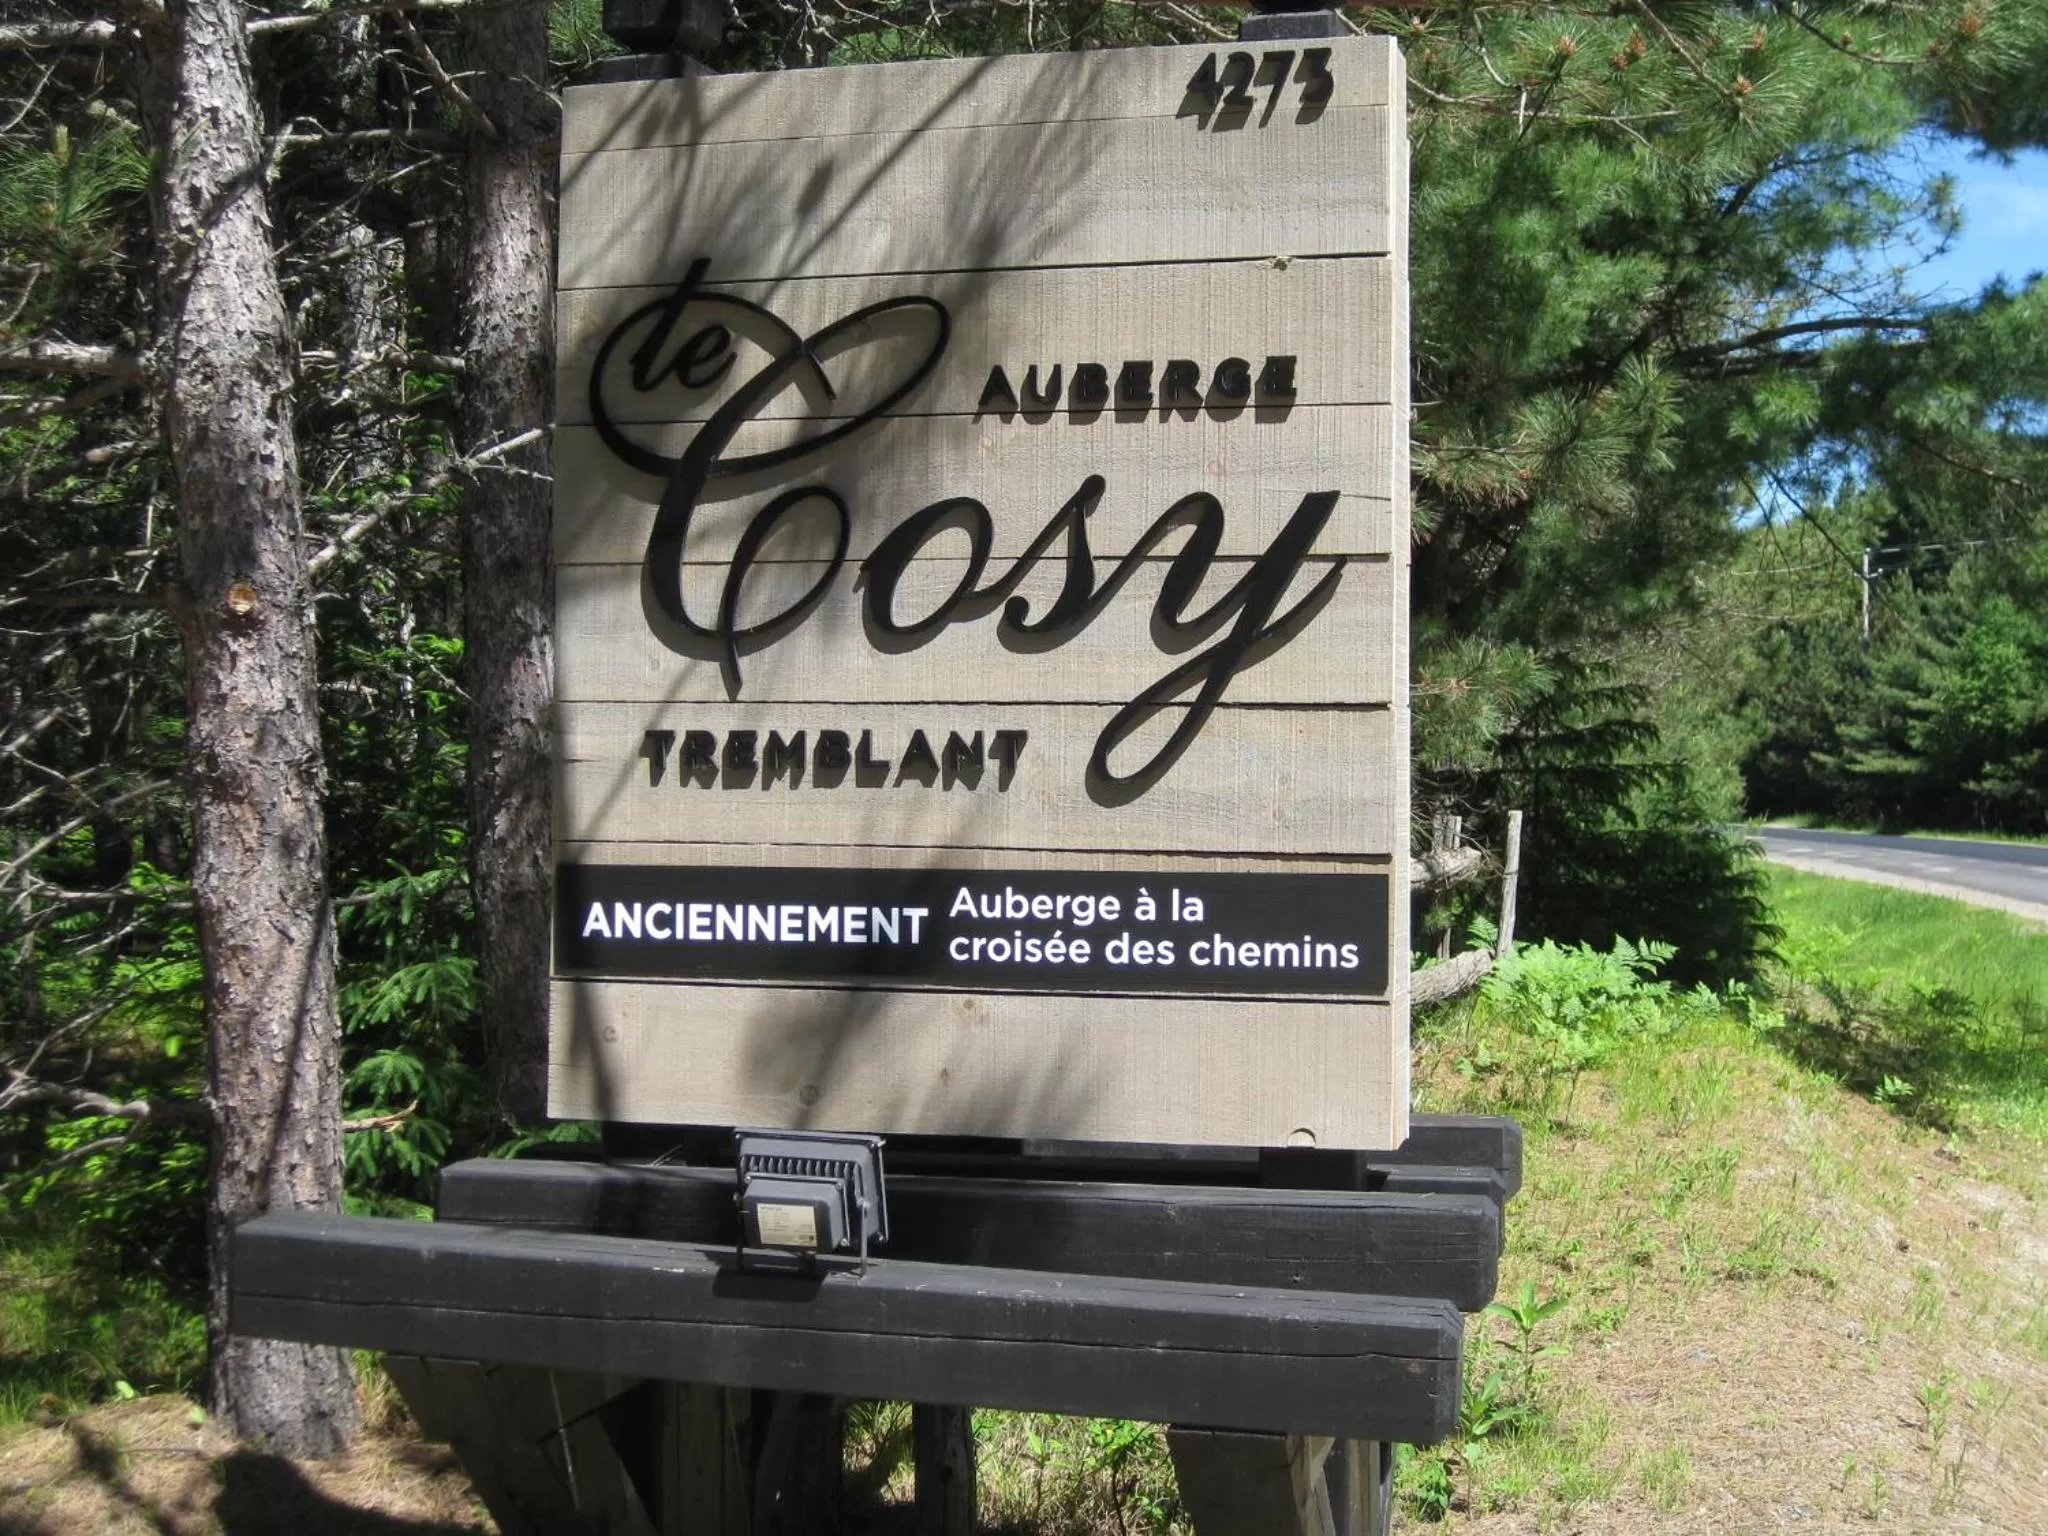 4273
le
AUBERGE
Cosy
TREMBLANT
ANCIENNEMENT Auberge à la
croisée des chemins